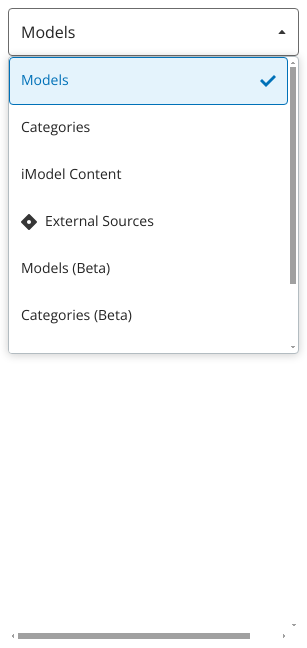 Models
Models
Categories
iModel Content
External Sources
Models (Beta)
Categories (Beta)